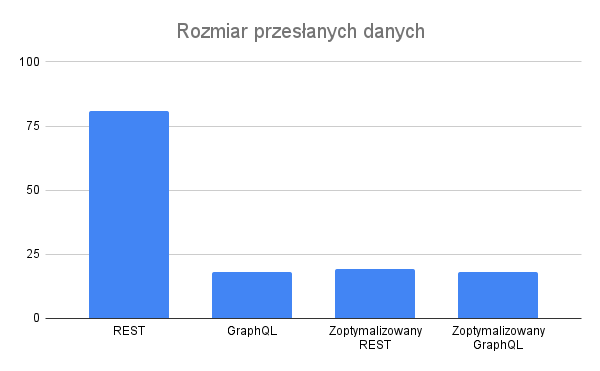 Rozmiar przesłanych danych
100
75
50
25
0
REST
GraphQL
Zoptymalizowany
REST
Zoptymalizowany
GraphQL